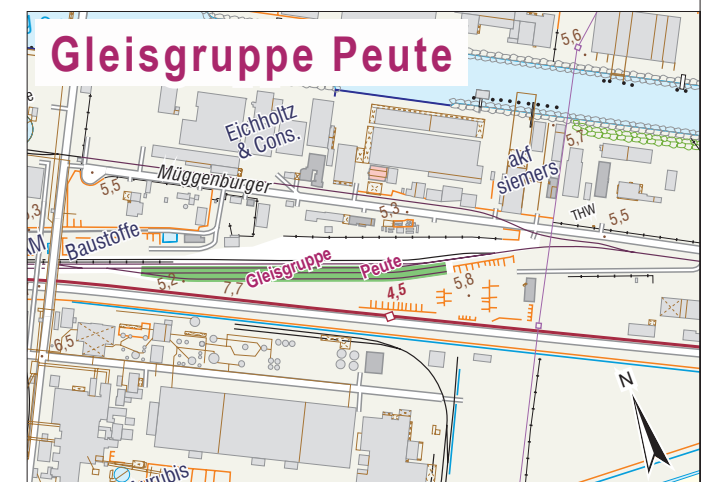 Gleisgruppe Peute
5,6
Eichholtz
& Cons.
5,7
akf
siemers
Müggenburger
5,5
5,3
THW
5,5
Baustoffe
Gleisgruppe Peute
5,2
7,7
4,5
5,8
6,5
N